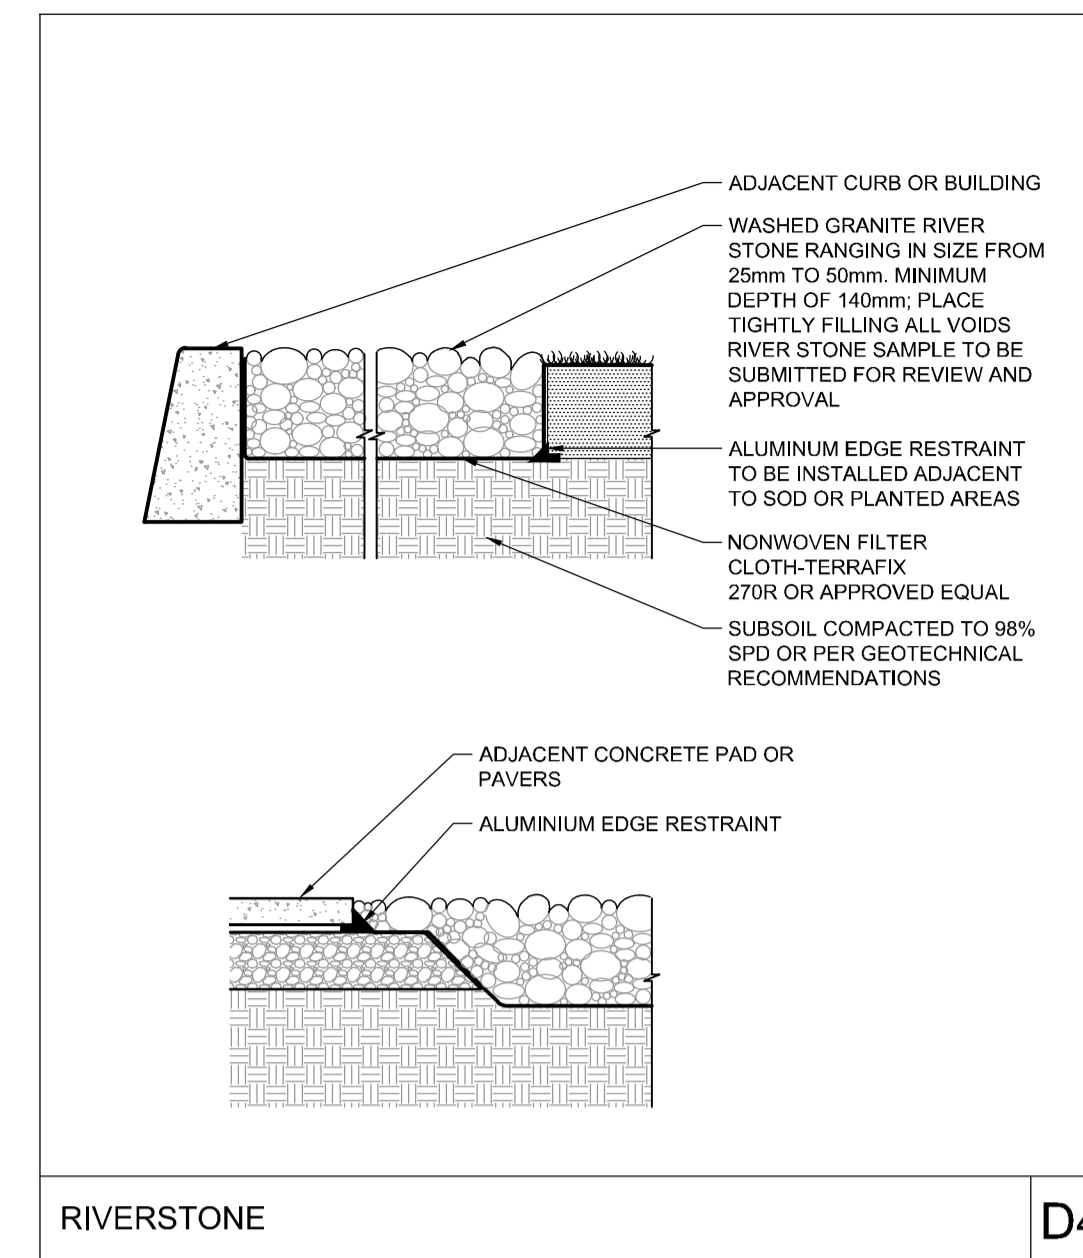 ADJACENT CURB OR BUILDING
WASHED GRANITE RIVER
STONE RANGING IN SIZE FROM
25mm TO 50mm. MINIMUM
DEPTH OF 140mm; PLACE
TIGHTLY FILLING ALL VOIDS
RIVER STONE SAMPLE TO BE
SUBMITTED FOR REVIEW AND
APPROVAL
ALUMINUM EDGE RESTRAINT
TO BE INSTALLED ADJACENT
TO SOD OR PLANTED AREAS
NONWOVEN FILTER
CLOTH-TERRAFIX
270R OR APPROVED EQUAL
SUBSOIL COMPACTED TO 98%
SPD OR PER GEOTECHNICAL
RECOMMENDATIONS
ADJACENT CONCRETE PAD OR
PAVERS
ALUMINIUM EDGE RESTRAINT
RIVERSTONE
D4